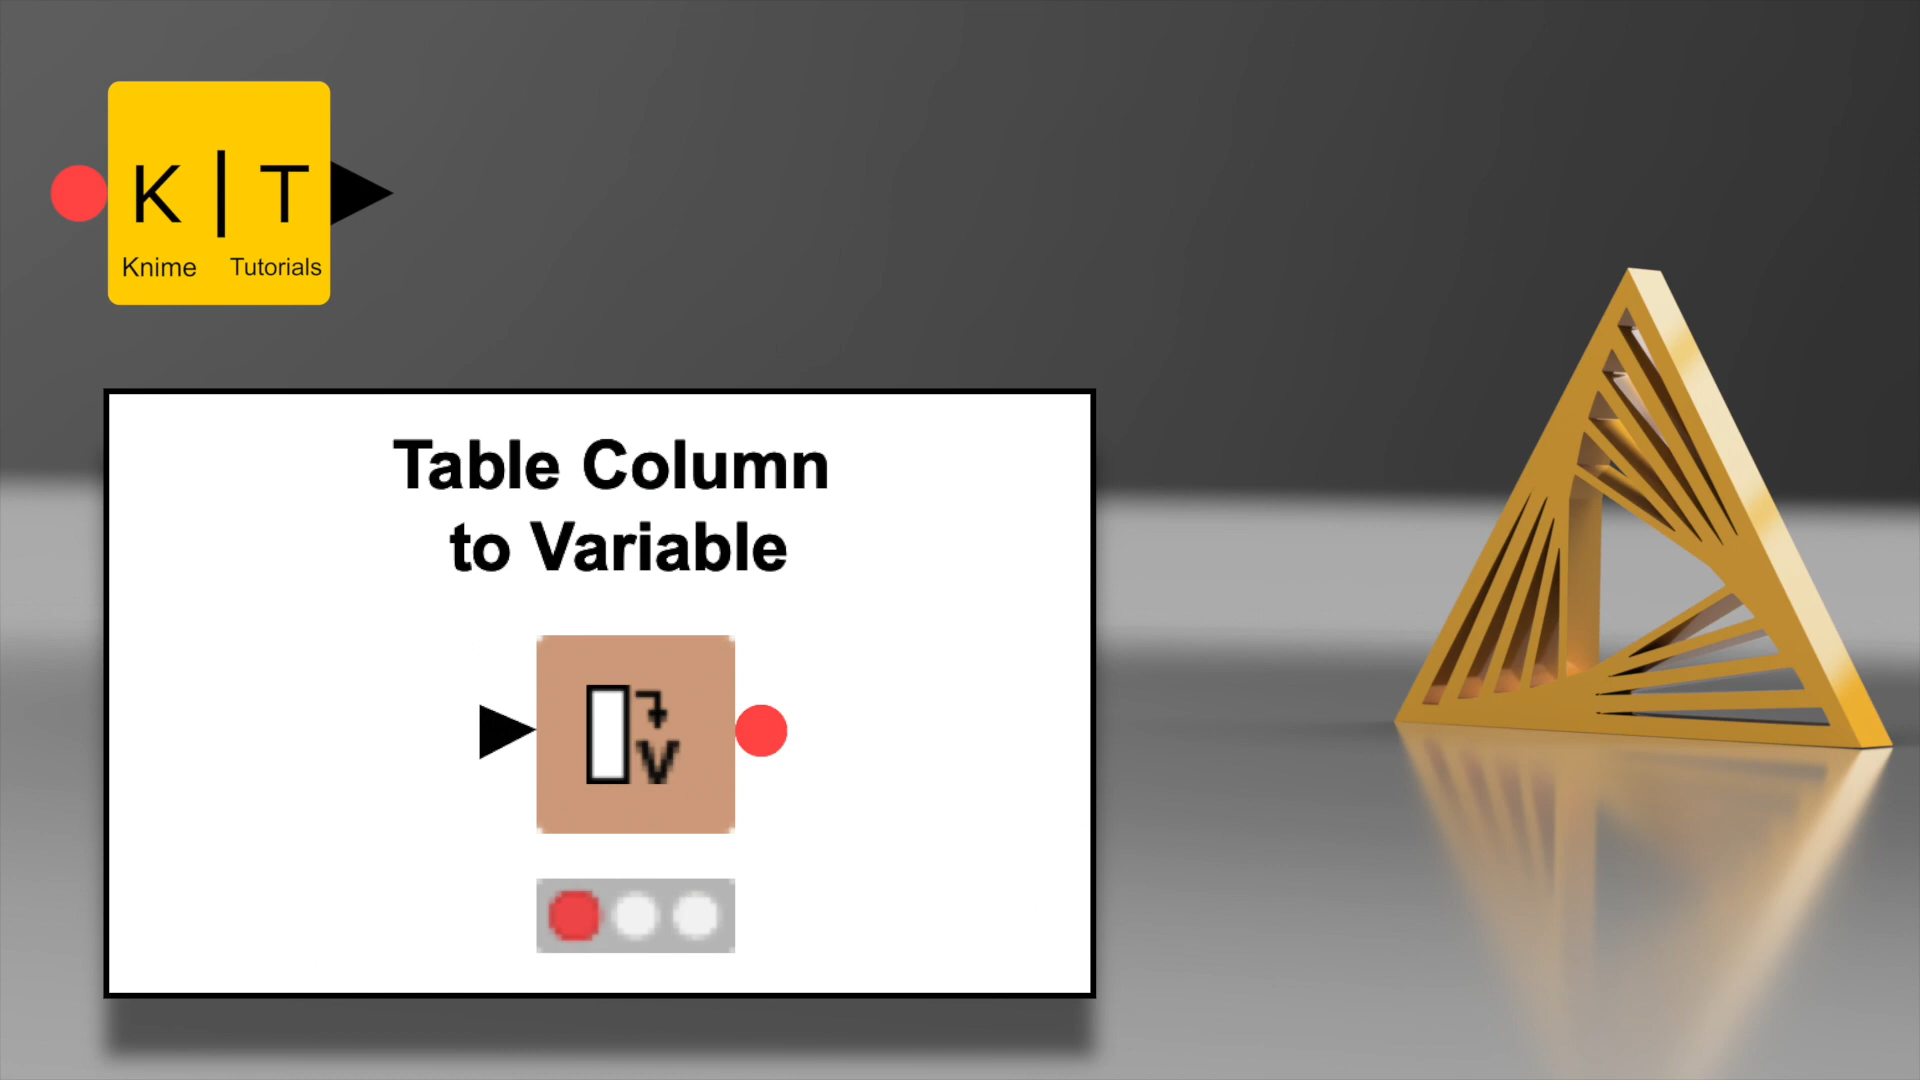 K | T
Knime Tutorials
Table Column
to Variable
V